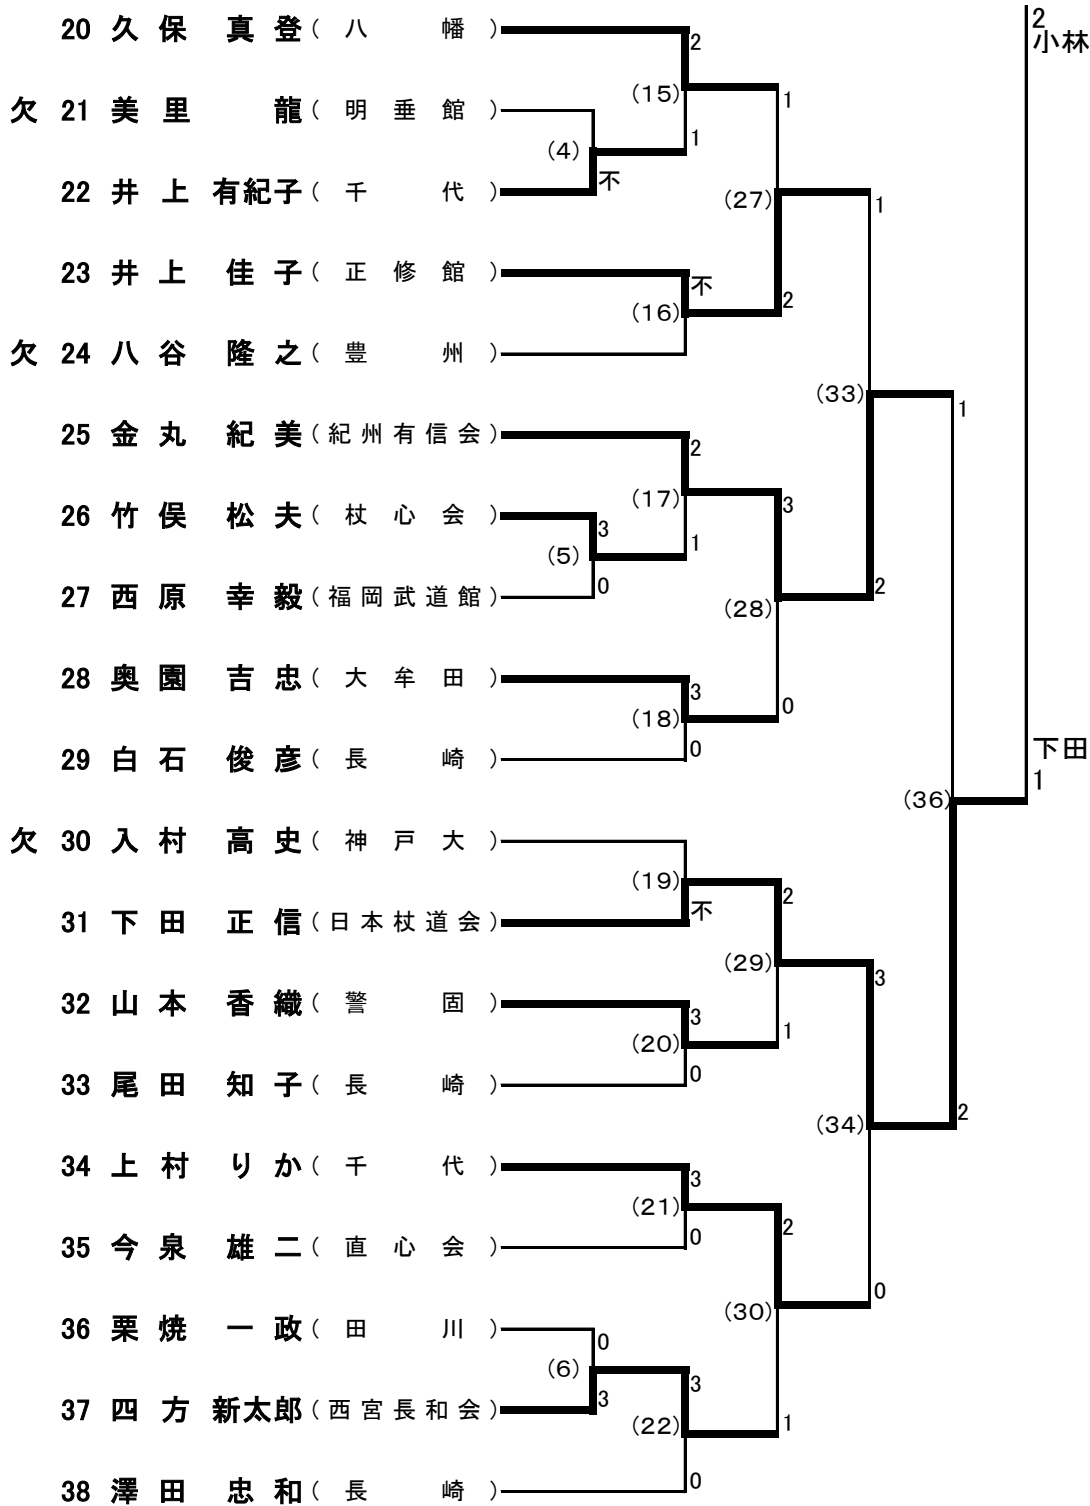 2
20 久保 真登 (八幡) 2
小林
欠 21 美里 龍 (明垂館) (15) 1
(4) 1
22 井上 有紀子 (千代) 不 (27) 1
23 井上 佳子 (正修館) 不
(16) 2
欠 24 八谷 隆之 (豊州)
(33) 1
25 金丸 紀美 (紀州有信会) 2
(17) 3
26 竹俣 松夫 (杖心会) 3
(5) 1
27 西原 幸毅 (福岡武道館) 0 (28) 2
28 奥園 吉忠 (大牟田) 3
(18) 0
29 白石 俊彦 (長崎) 0
下田
1
(36)
欠 30 入村 高史 (神戸大)
(19) 2
31 下田 正信 (日本杖道会) 不
(29) 3
32 山本 香織 (警固) 3
(20) 1
33 尾田 知子 (長崎) 0
(34) 2
34 上村 りか (千代) 3
(21) 2
35 今泉 雄二 (直心会) 0
(30) 0
36 栗焼 一政 (田川) 0
(6) 3
37 四方 新太郎 (西宮長和会) 3
(22) 1
38 澤田 忠和 (長崎) 0